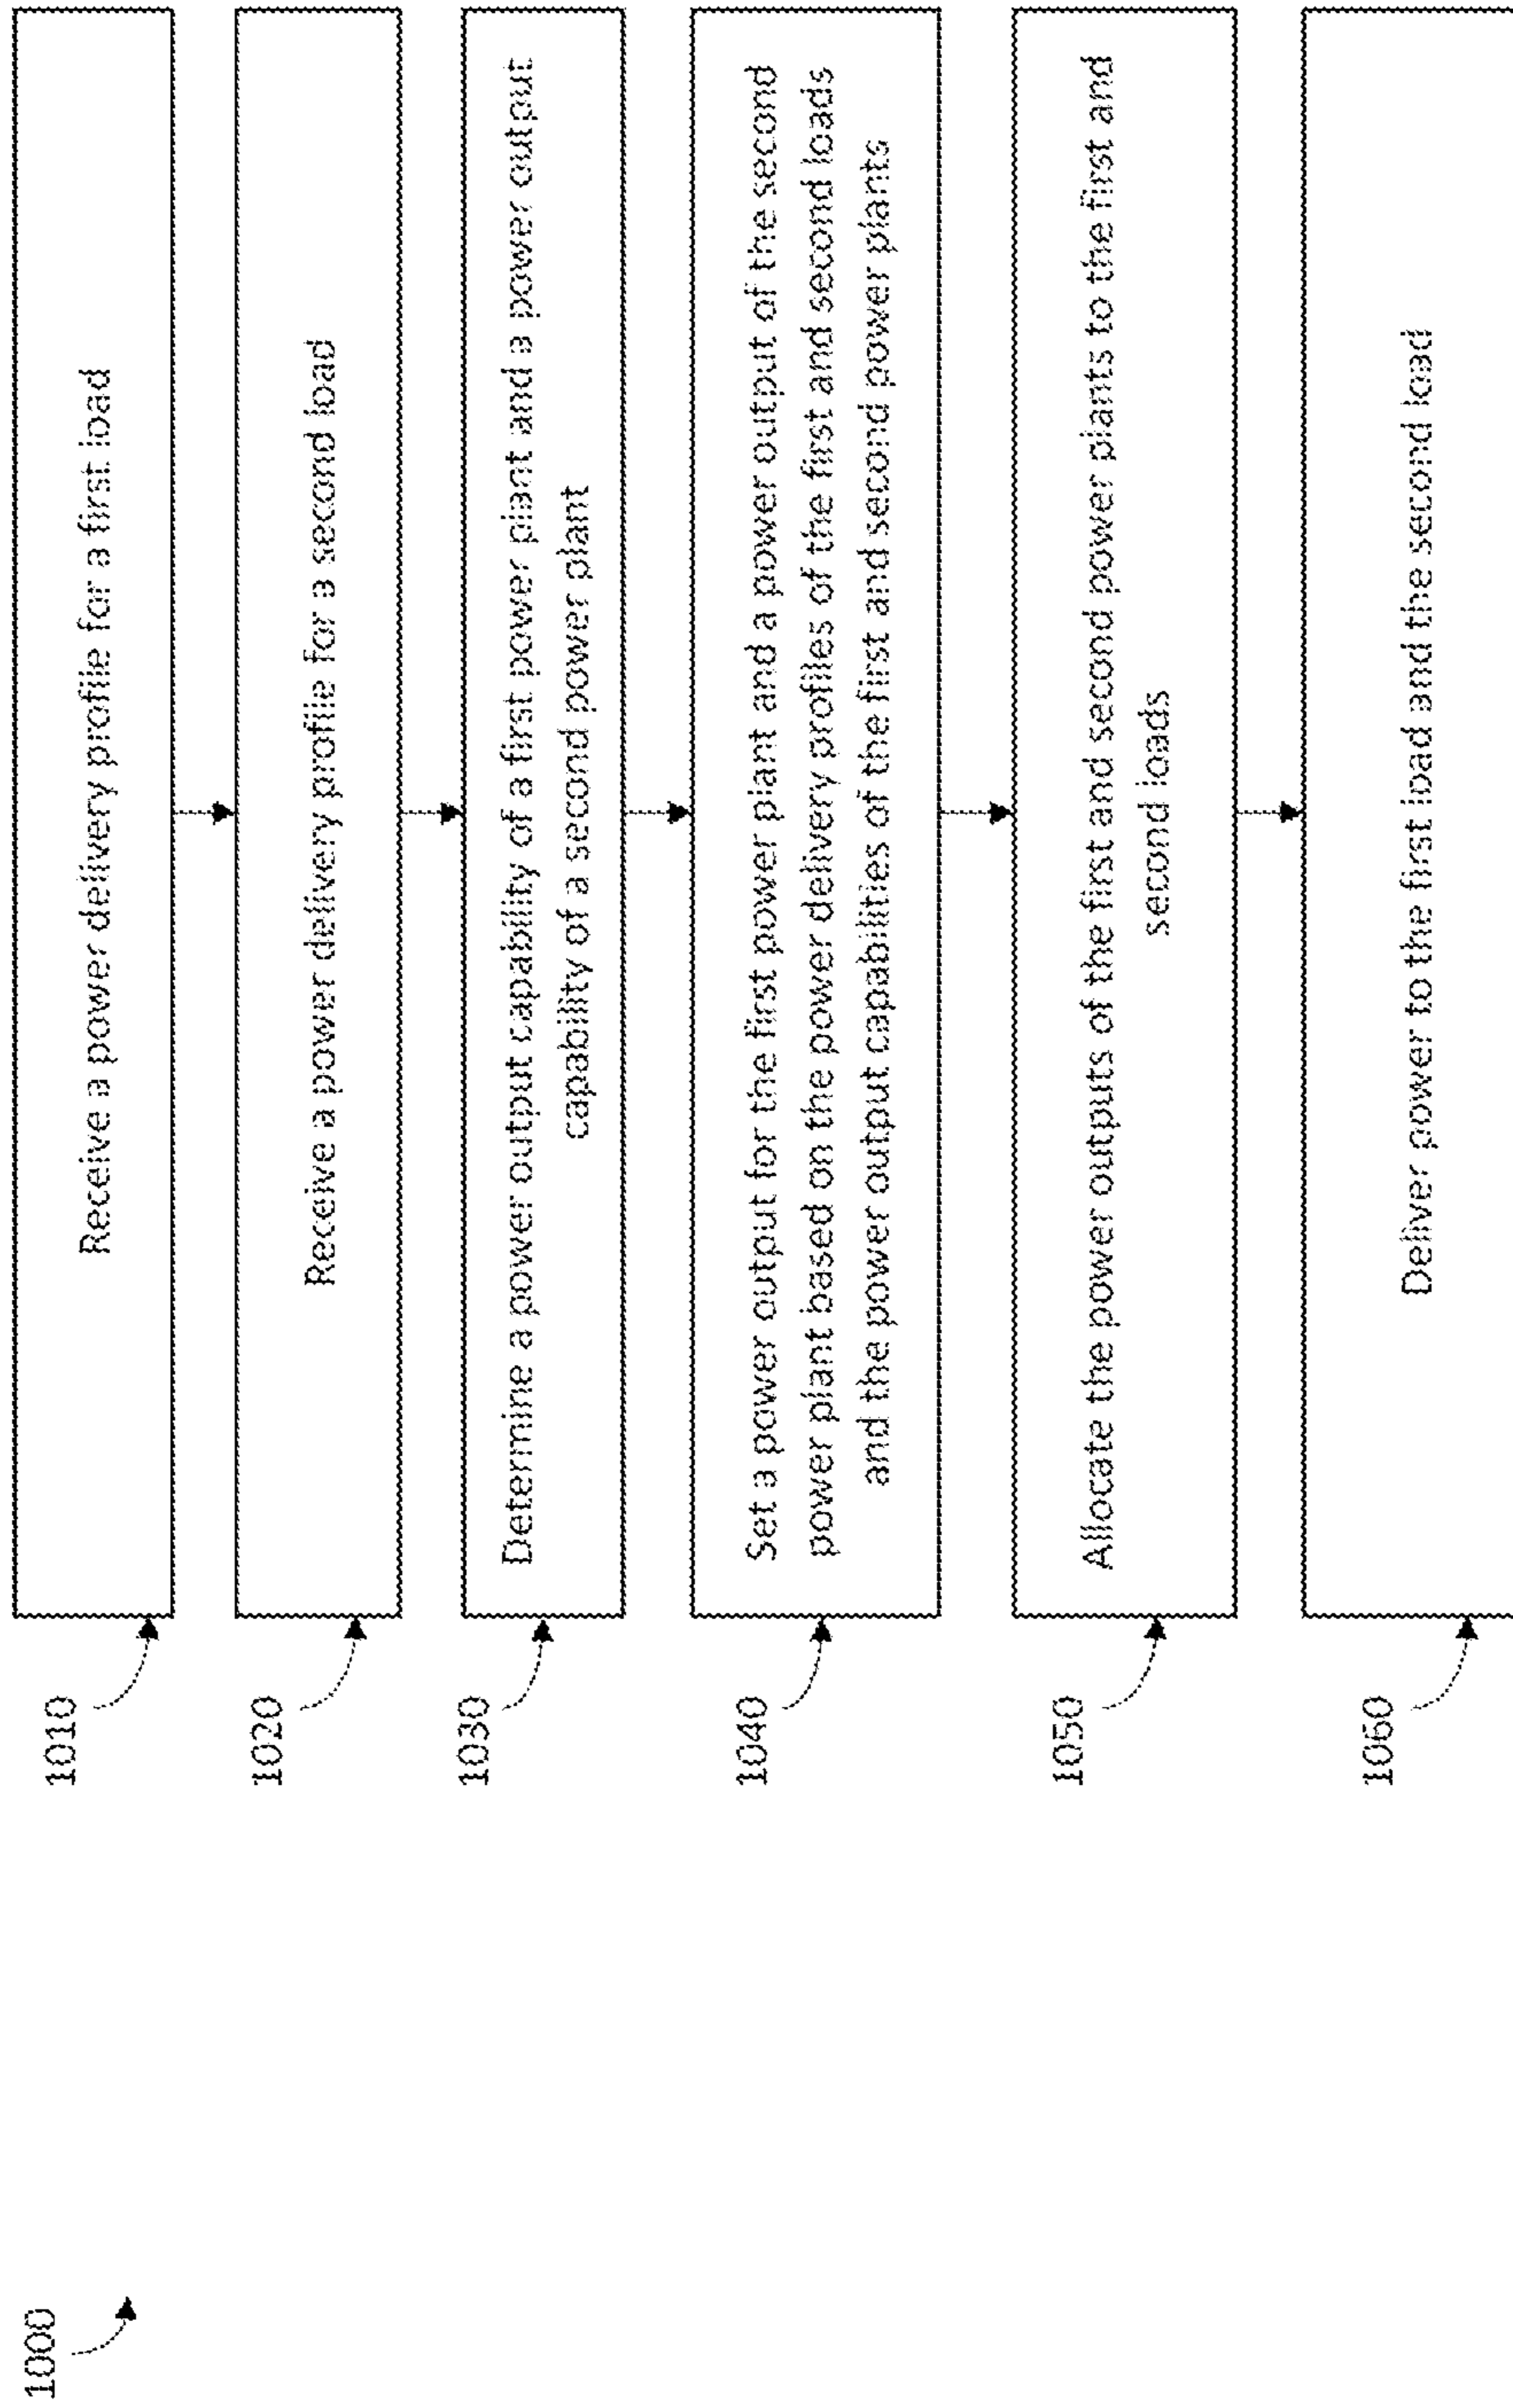 1000
1010
Receive a power delivery profile for a first load
1020
Receive a power delivery profile for a second load
1030
Determine a power output capability of a first power plant and a power output
capability of a second power plant
1040
Set a power output for the first power plant and a power output of the second
power plant based on the power delivery profiles of the first and second loads
and the power output capabilities of the first and second power plants
1050
Allocate the power outputs of the first and second power plants to the first and
second loads
1060
Deliver power to the first load and the second load